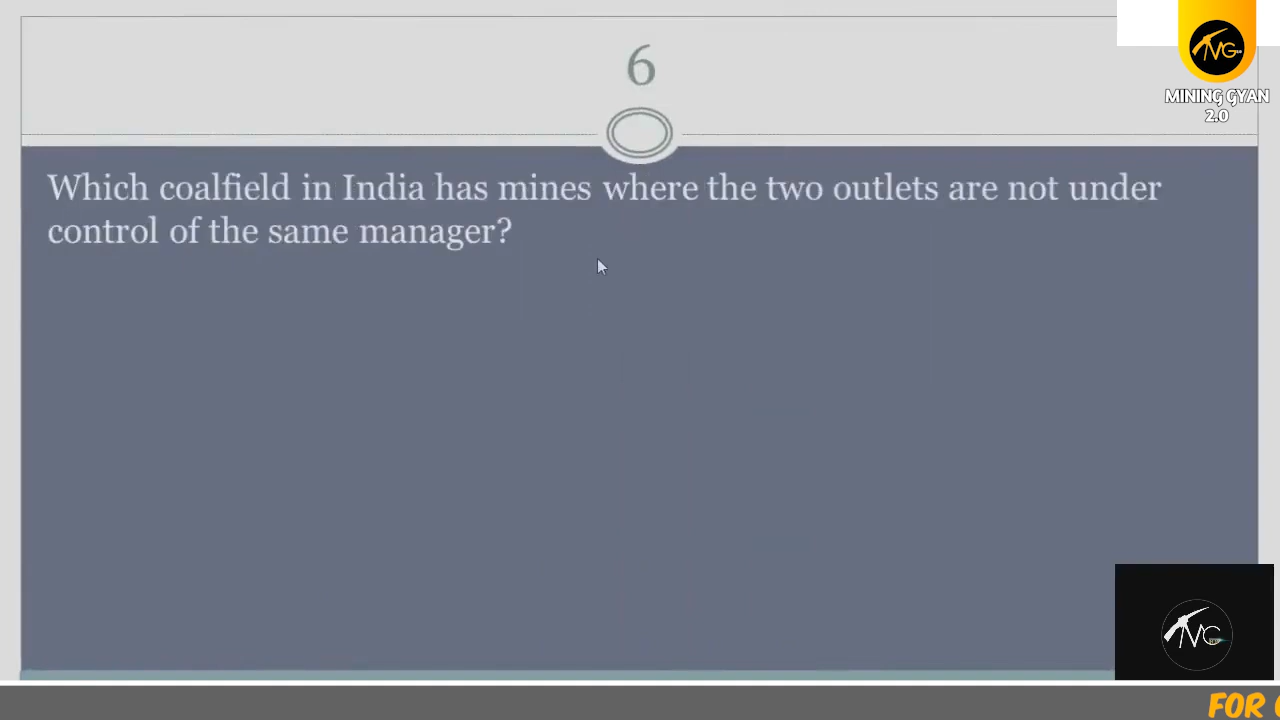 6
MINING GYAN
2.0
Which coalfield in India has mines where the two outlets are not under
control of the same manager?
FOR